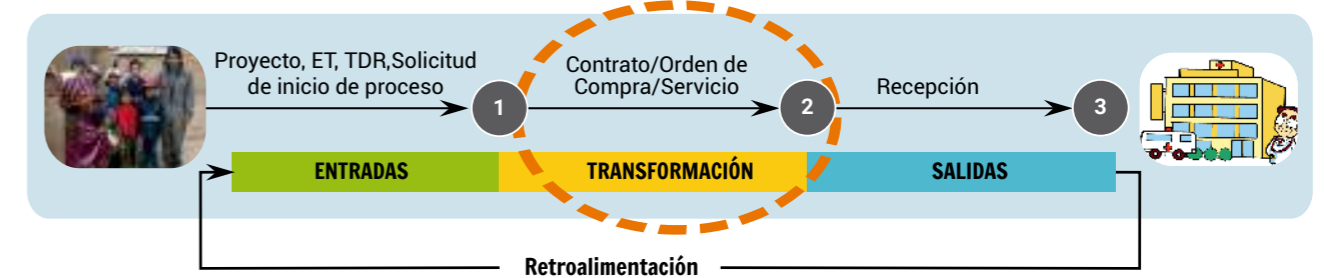 Proyecto, ET, TDR,Solicitud
de inicio de proceso
1
Contrato/Orden de
Compra/Servicio
2
Recepción
3
ENTRADAS
TRANSFORMACIÓN
SALIDAS
Retroalimentación